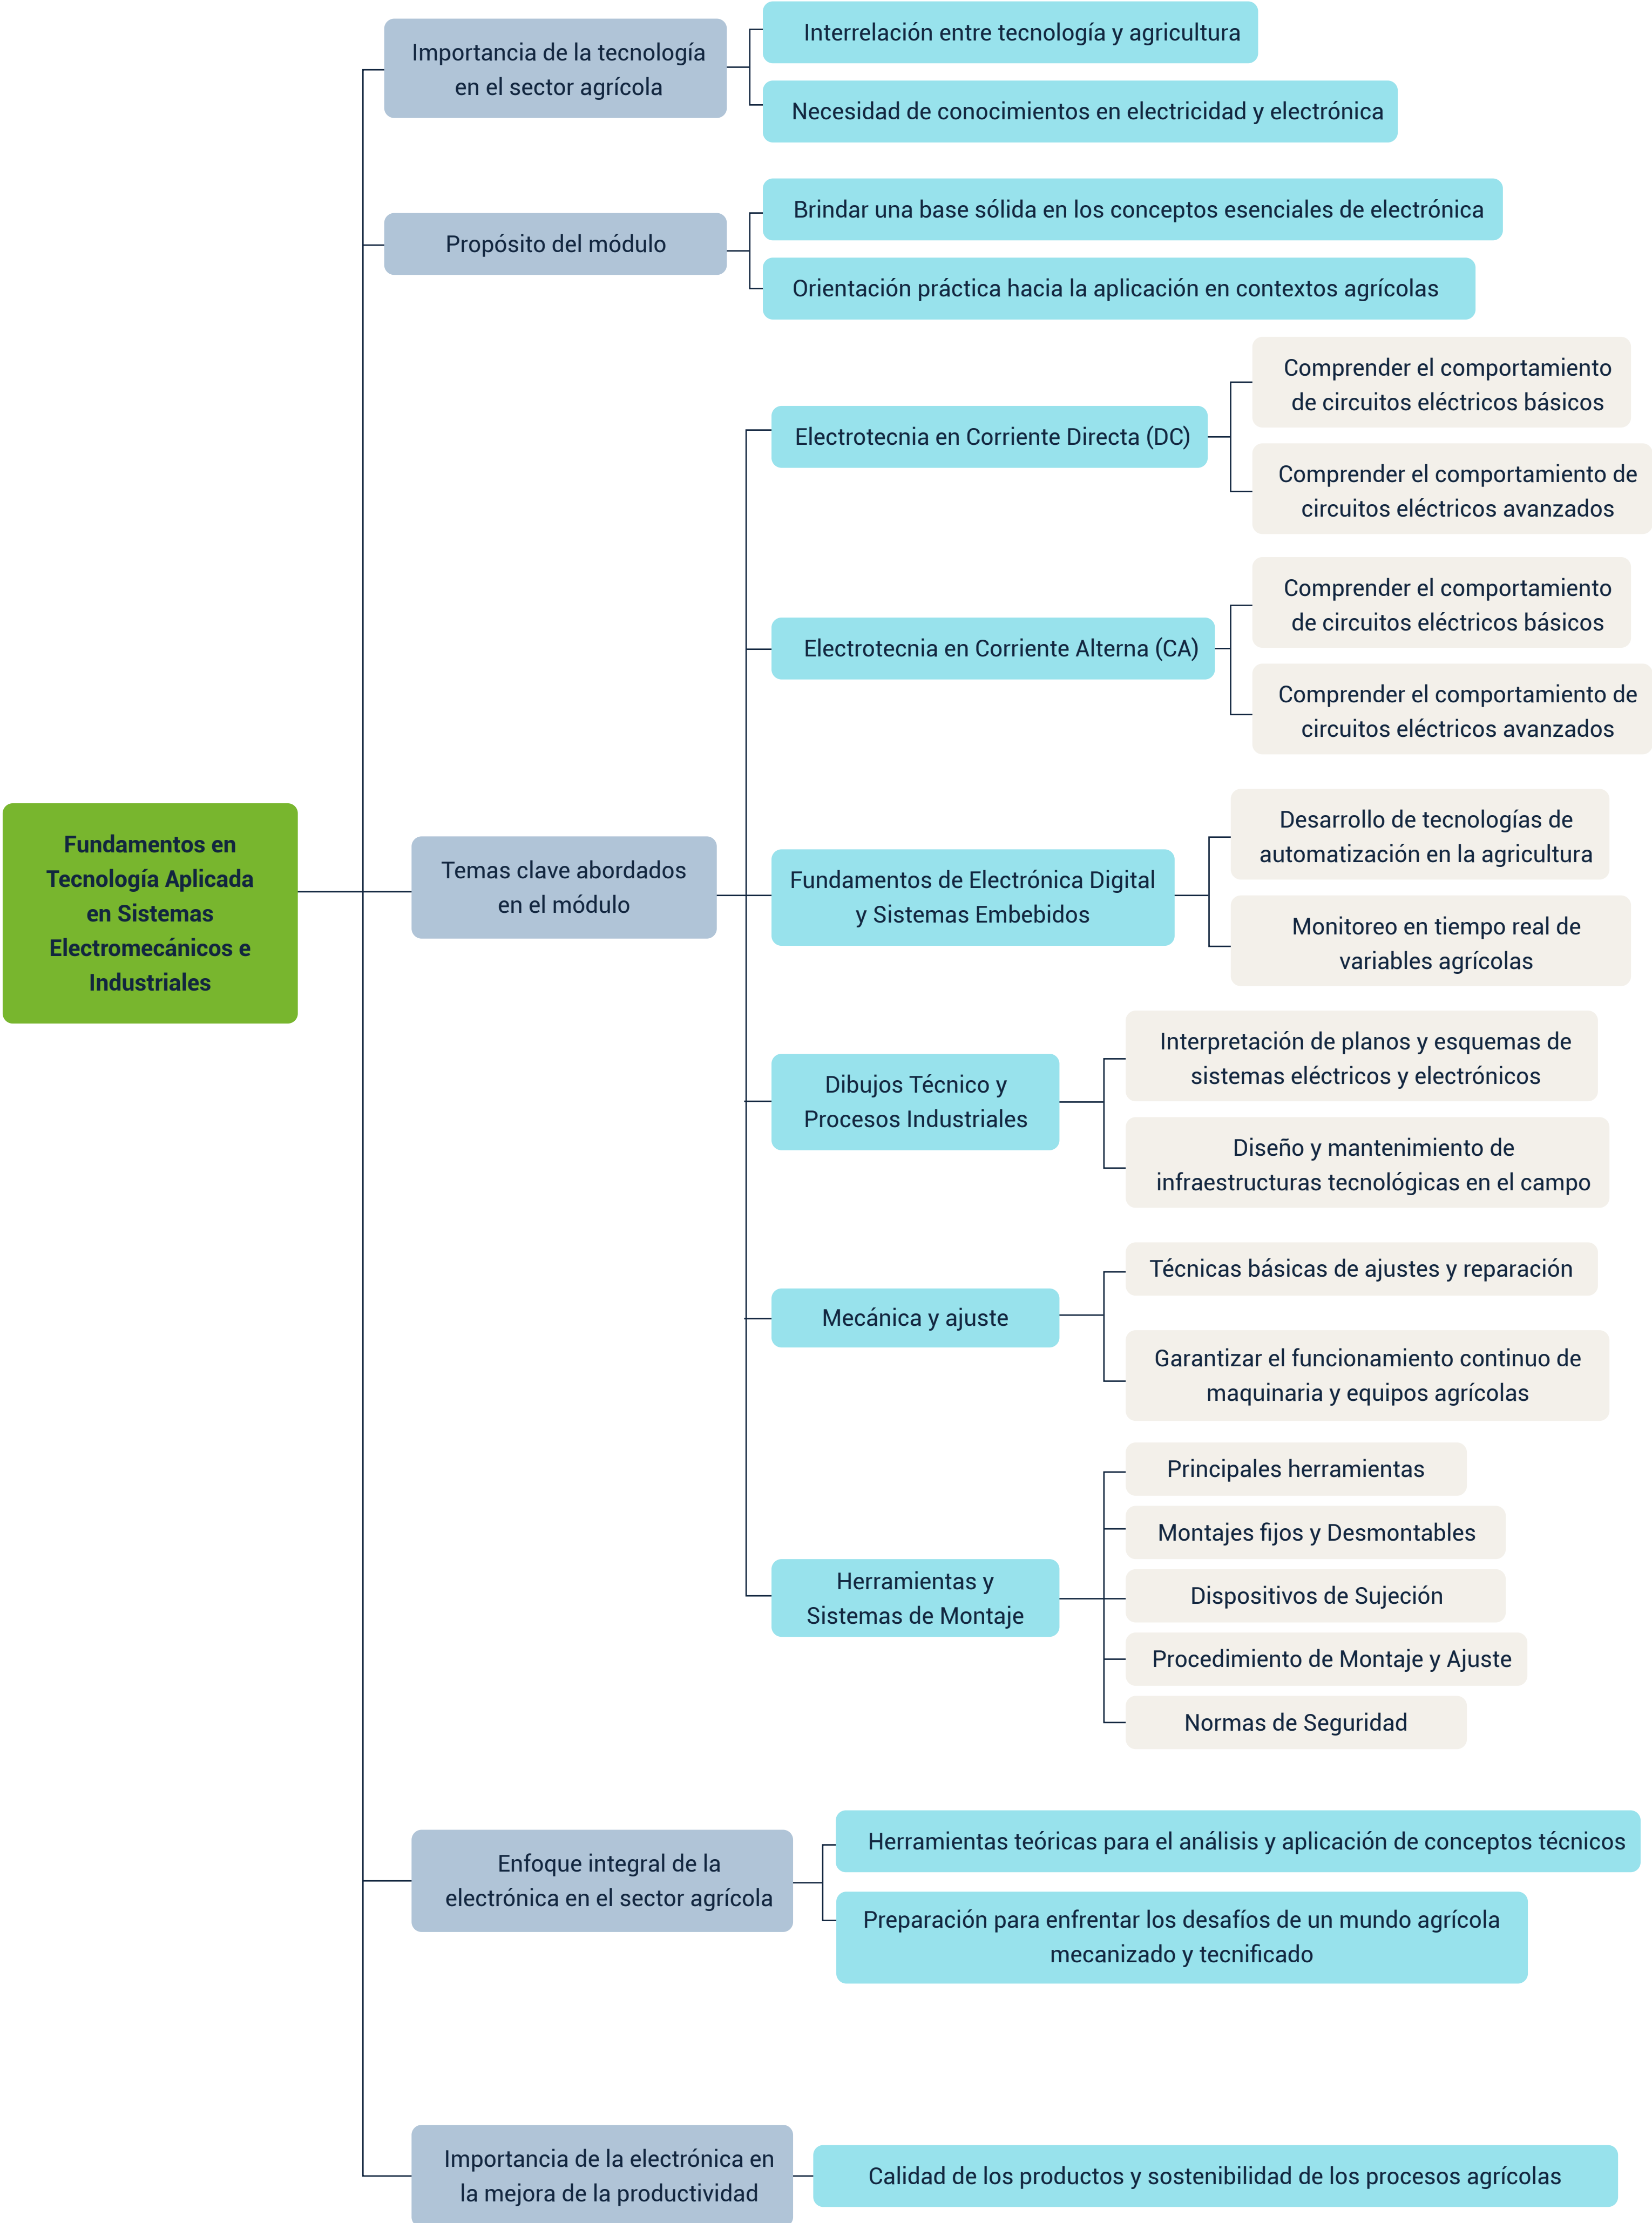 Importancia de la tecnología
en el sector agrícola
Interrelación entre tecnología y agricultura
Necesidad de conocimientos en electricidad y electrónica
Propósito del módulo
Brindar una base sólida en los conceptos esenciales de electrónica
Orientación práctica hacia la aplicación en contextos agrícolas
Fundamentos en
Tecnología Aplicada
en Sistemas
Electromecánicos e
Industriales
Temas clave abordados
en el módulo
Electrotecnia en Corriente Directa (DC)
Comprender el comportamiento
de circuitos eléctricos básicos
Comprender el comportamiento de
circuitos eléctricos avanzados
Electrotecnia en Corriente Alterna (CA)
Comprender el comportamiento
de circuitos eléctricos básicos
Comprender el comportamiento de
circuitos eléctricos avanzados
Fundamentos de Electrónica Digital
y Sistemas Embebidos
Desarrollo de tecnologías de
automatización en la agricultura
Monitoreo en tiempo real de
variables agrícolas
Dibujos Técnico y
Procesos Industriales
Interpretación de planos y esquemas de
sistemas eléctricos y electrónicos
Diseño y mantenimiento de
infraestructuras tecnológicas en el campo
Mecánica y ajuste
Técnicas básicas de ajustes y reparación
Garantizar el funcionamiento continuo de
maquinaria y equipos agrícolas
Herramientas y
Sistemas de Montaje
Principales herramientas
Montajes fijos y Desmontables
Dispositivos de Sujeción
Procedimiento de Montaje y Ajuste
Normas de Seguridad
Enfoque integral de la
electrónica en el sector agrícola
Herramientas teóricas para el análisis y aplicación de conceptos técnicos
Preparación para enfrentar los desafíos de un mundo agrícola
mecanizado y tecnificado
Importancia de la electrónica en
la mejora de la productividad
Calidad de los productos y sostenibilidad de los procesos agrícolas